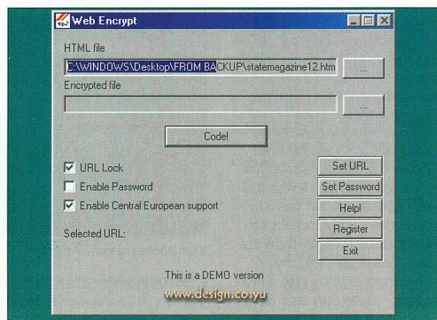 Web Encrypt
HTML file
C:\WINDOWS\Desktop\FROM BACKUP\statemagazine12.htm
...
Encrypted file
...
Code!
URL Lock
Set URL
Enable Password
Set Password
Enable Central European support
Help!
Selected URL:
Register
Exit
This is a DEMO version
www.design.co.yu